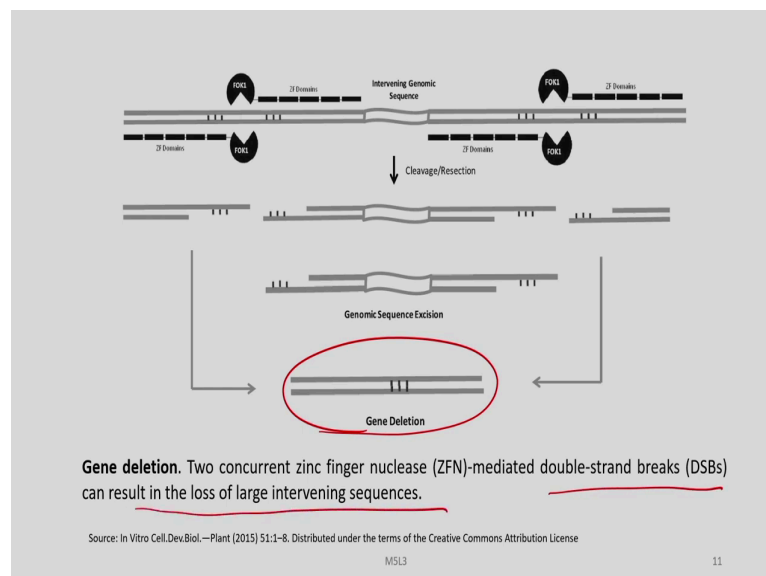 FOK1
ZF Domains
Intervening Genomic
Sequence
FOK1
ZF Domains
ZF Domains
FOK1
ZF Domains
FOK1
Cleavage/Resection
Genomic Sequence Excision
Gene Deletion
Gene deletion. Two concurrent zinc finger nuclease (ZFN)-mediated double-strand breaks (DSBs)
can result in the loss of large intervening sequences.
Source: In Vitro Cell.Dev.Biol.—Plant (2015) 51:1–8. Distributed under the terms of the Creative Commons Attribution License
M5L3
11